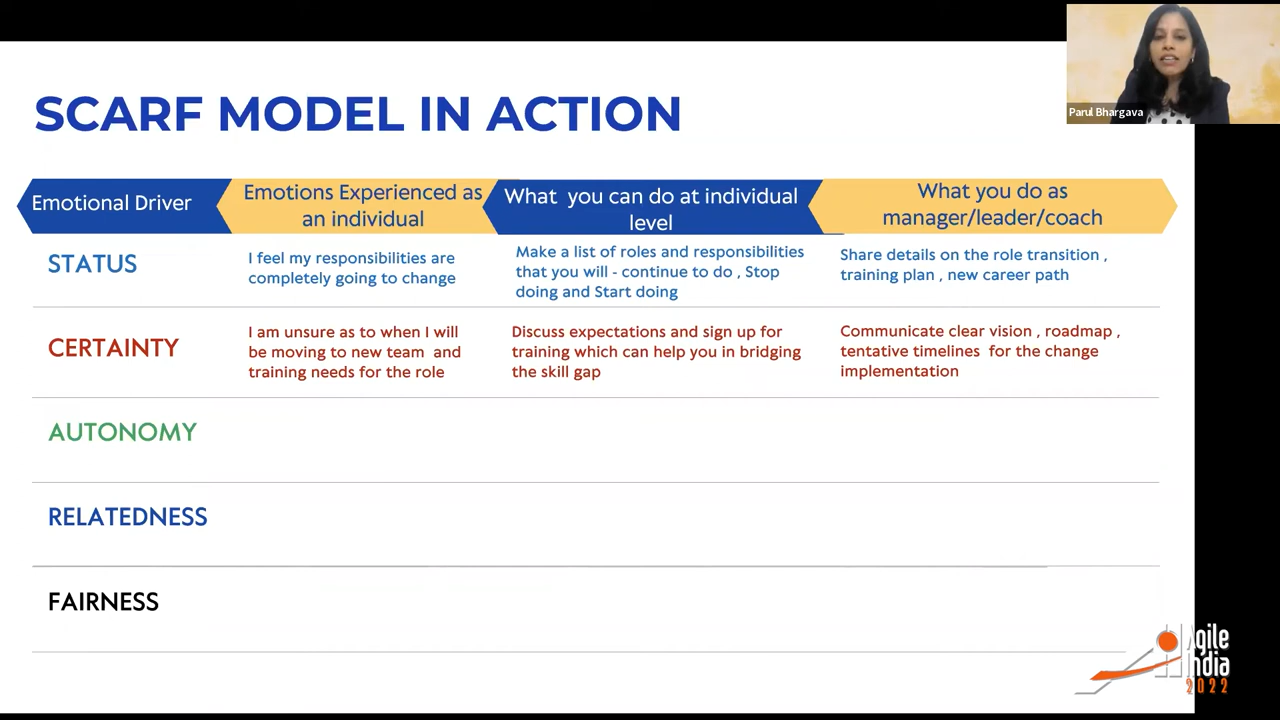 Parul Bhargava
SCARF MODEL IN ACTION
Emotional Driver
Emotions Experienced as
an individual
What you can do at individual
level
What you do as
manager/leader/coach
STATUS
I feel my responsibilities are
completely going to change
Make a list of roles and responsibilities
that you will - continue to do , Stop
doing and Start doing
Share details on the role transition ,
training plan , new career path
CERTAINTY
I am unsure as to when I will
be moving to new team and
training needs for the role
Discuss expectations and sign up for
training which can help you in bridging
the skill gap
Communicate clear vision , roadmap ,
tentative timelines for the change
implementation
AUTONOMY
RELATEDNESS
FAIRNESS
Agile
India
2022